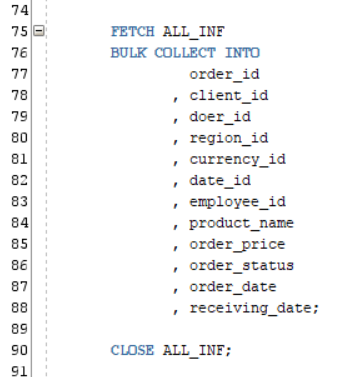 74
75 FETCH ALL_INF
76 BULK COLLECT INTO
77 order_id
78 , client_id
79 , doer_id
80 , region_id
81 , currency_id
82 , date_id
83 , employee_id
84 , product_name
85 , order_price
86 , order_status
87 , order_date
88 , receiving_date;
89
90 CLOSE ALL_INF;
91